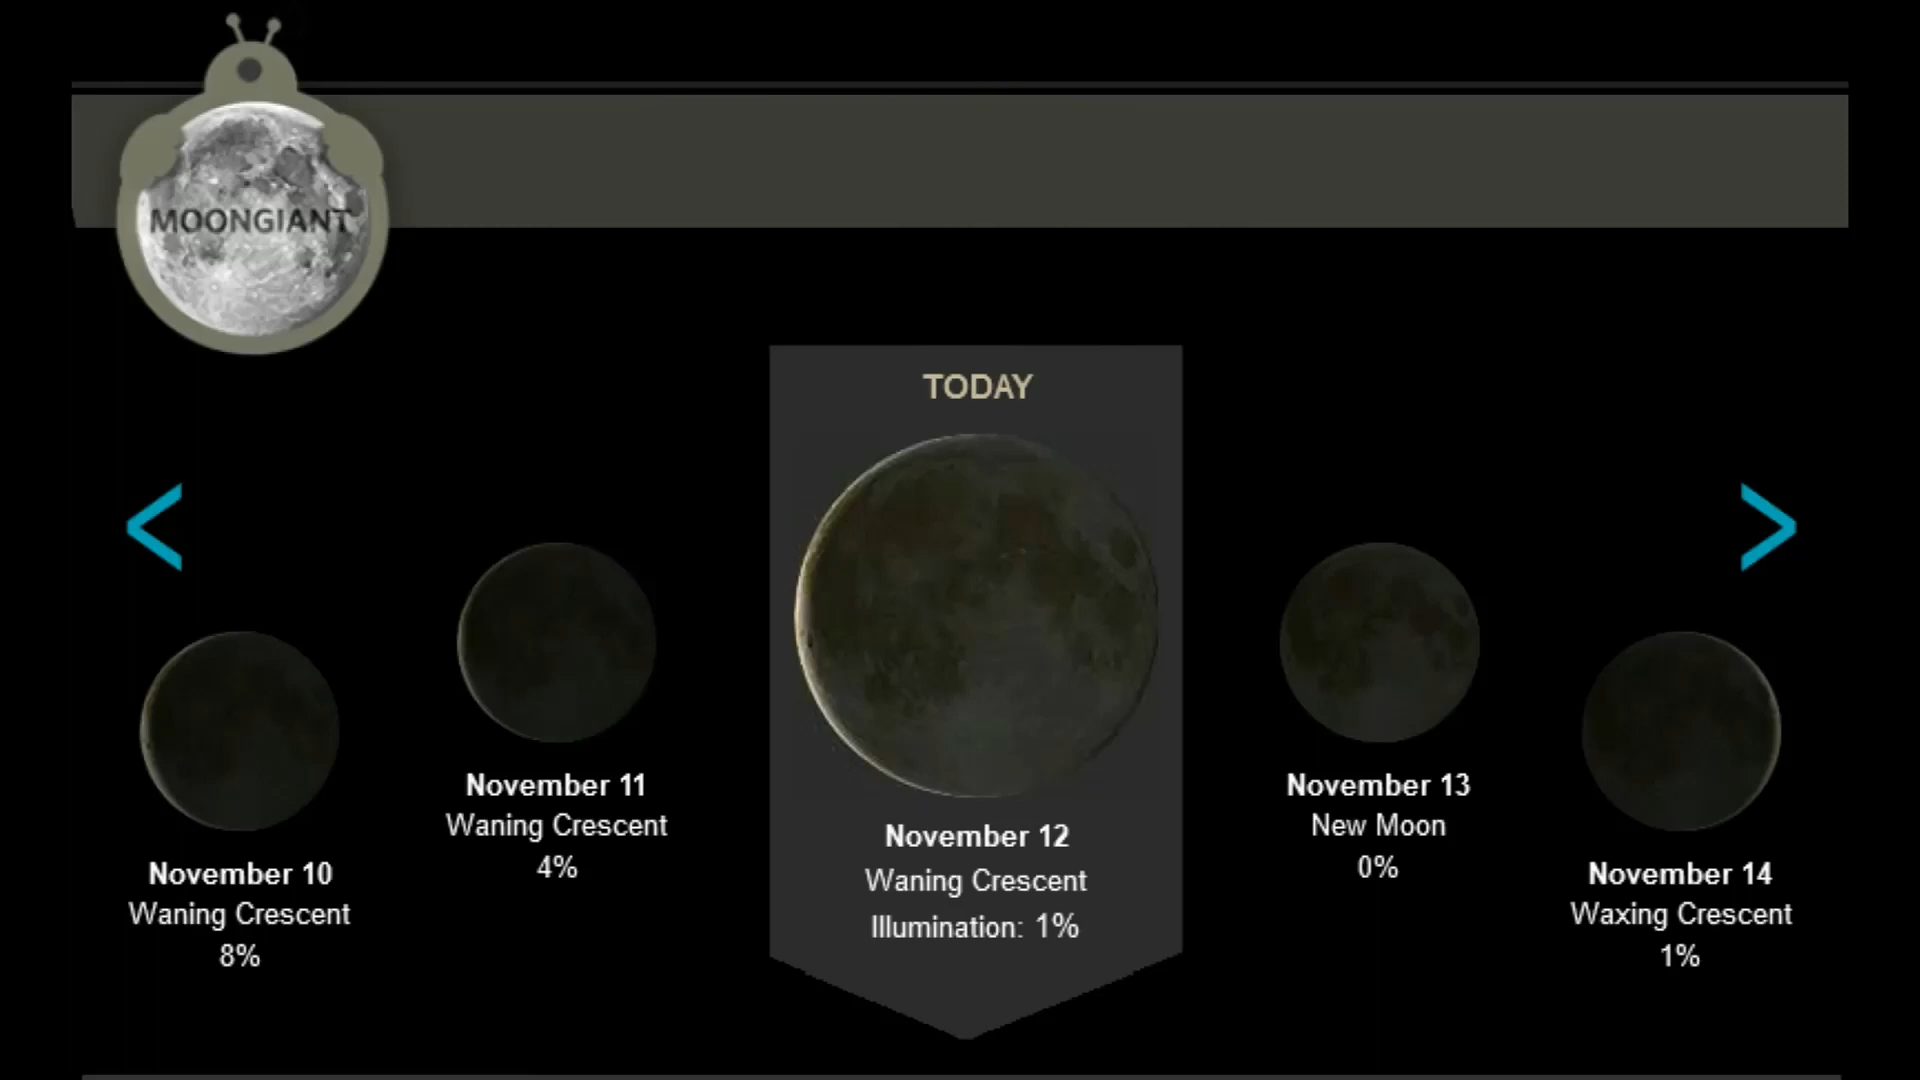 MOONGIANT
TODAY
November 10
Waning Crescent
8%
November 11
Waning Crescent
4%
November 12
Waning Crescent
Illumination: 1%
November 13
New Moon
0%
November 14
Waxing Crescent
1%